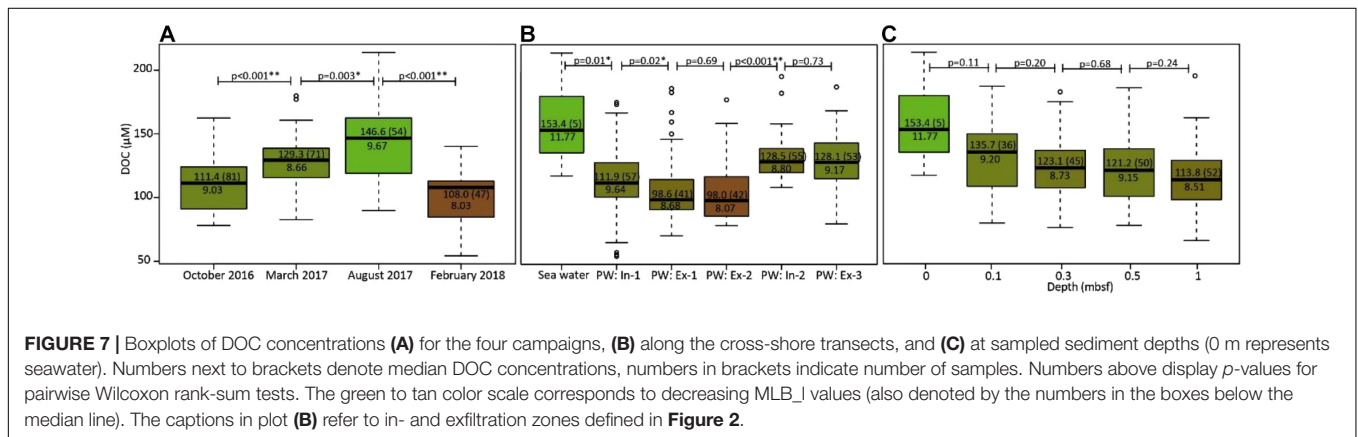 A
B
C
DOC (µM)
200
150
100
50
p<0.001**
p=0.003*
p<0.001**
111.4 (81)
9.03
129.3 (71)
8.66
146.6 (54)
9.67
108.0 (47)
8.03
October 2016
March 2017
August 2017
February 2018
p=0.01*
p=0.02*
p=0.69
p<0.001**
p=0.73
153.4 (5)
11.77
111.9 (57)
9.64
98.6 (41)
8.68
98.0 (42)
8.07
128.5 (55)
8.80
128.1 (53)
9.17
Sea water
PW: In-1
PW: Ex-1
PW: Ex-2
PW: In-2
PW: Ex-3
p=0.11
p=0.20
p=0.68
p=0.24
153.4 (5)
11.77
135.7 (36)
9.20
123.1 (45)
8.73
121.2 (50)
9.15
113.8 (52)
8.51
0
0.1
0.3
0.5
1
Depth (mbsf)
FIGURE 7 | Boxplots of DOC concentrations (A) for the four campaigns, (B) along the cross-shore transects, and (C) at sampled sediment depths (0 m represents
seawater). Numbers next to brackets denote median DOC concentrations, numbers in brackets indicate number of samples. Numbers above display p-values for
pairwise Wilcoxon rank-sum tests. The green to tan color scale corresponds to decreasing MLB_l values (also denoted by the numbers in the boxes below the
median line). The captions in plot (B) refer to in- and exfiltration zones defined in Figure 2.